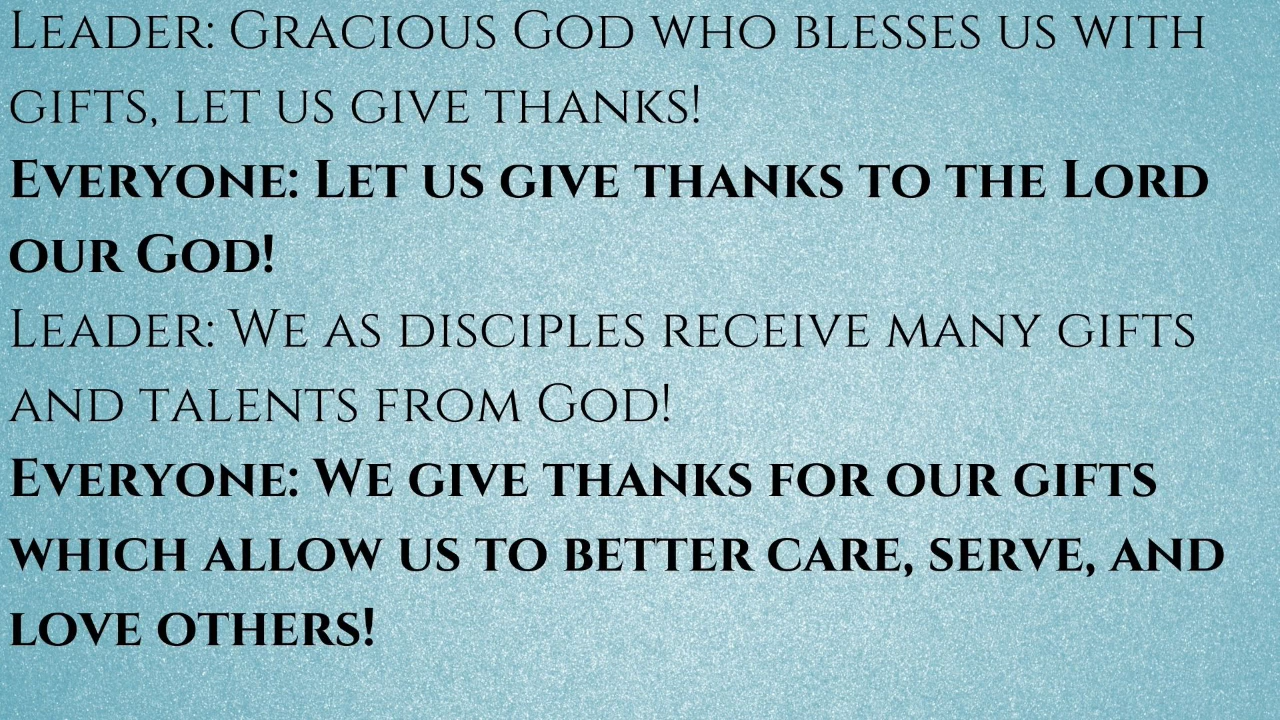 Leader: Gracious God who blesses us with
gifts, let us give thanks!
Everyone: Let us give thanks to the Lord
our God!
Leader: We as disciples receive many gifts
and talents from God!
Everyone: We give thanks for our gifts
which allow us to better care, serve, and
love others!